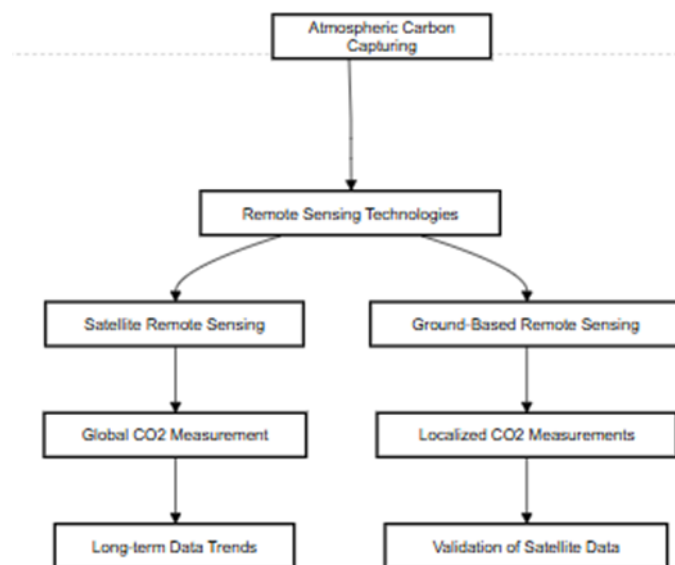 Atmospheric Carbon
Capturing
Remote Sensing Technologies
Satellite Remote Sensing
Ground-Based Remote Sensing
Global CO2 Measurement
Localized CO2 Measurements
Long-term Data Trends
Validation of Satellite Data